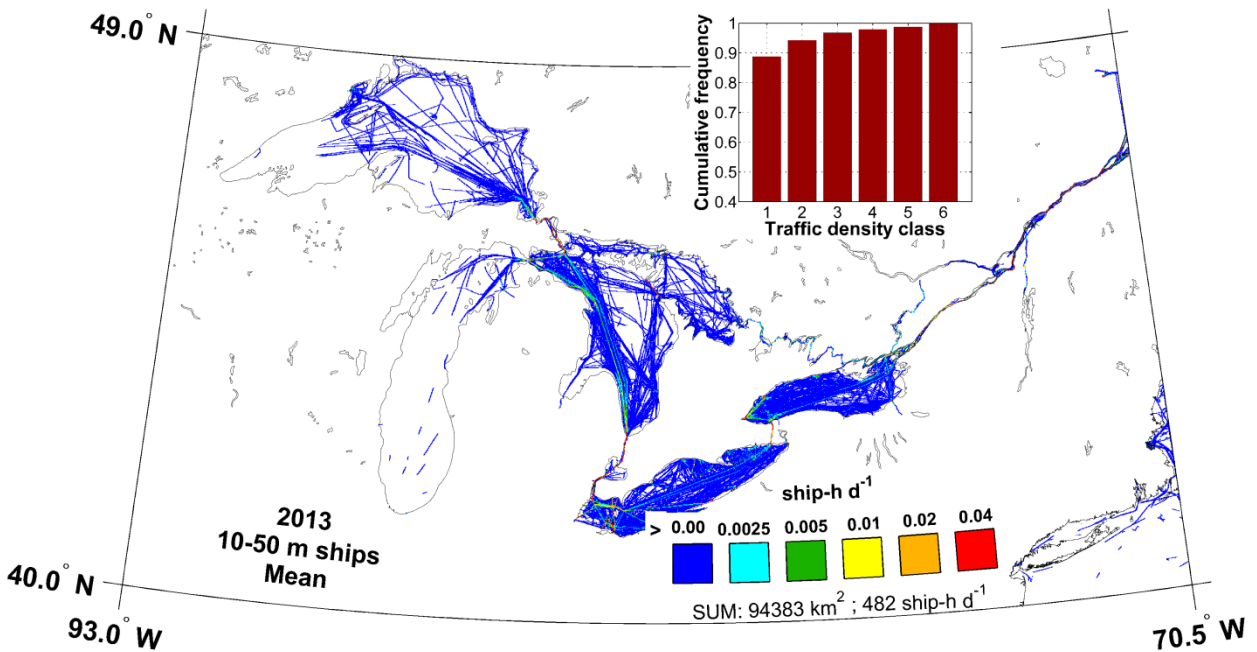 49.0° N
1
0.9
0.8
0.7
0.6
0.5
0.4
Cumulative frequency
1 2 3 4 5 6
Traffic density class
2013
10-50 m ships
Mean
ship-h d⁻¹
> 0.00 0.0025 0.005 0.01 0.02 0.04
SUM: 94383 km² ; 482 ship-h d⁻¹
40.0° N
93.0° W
70.5° W